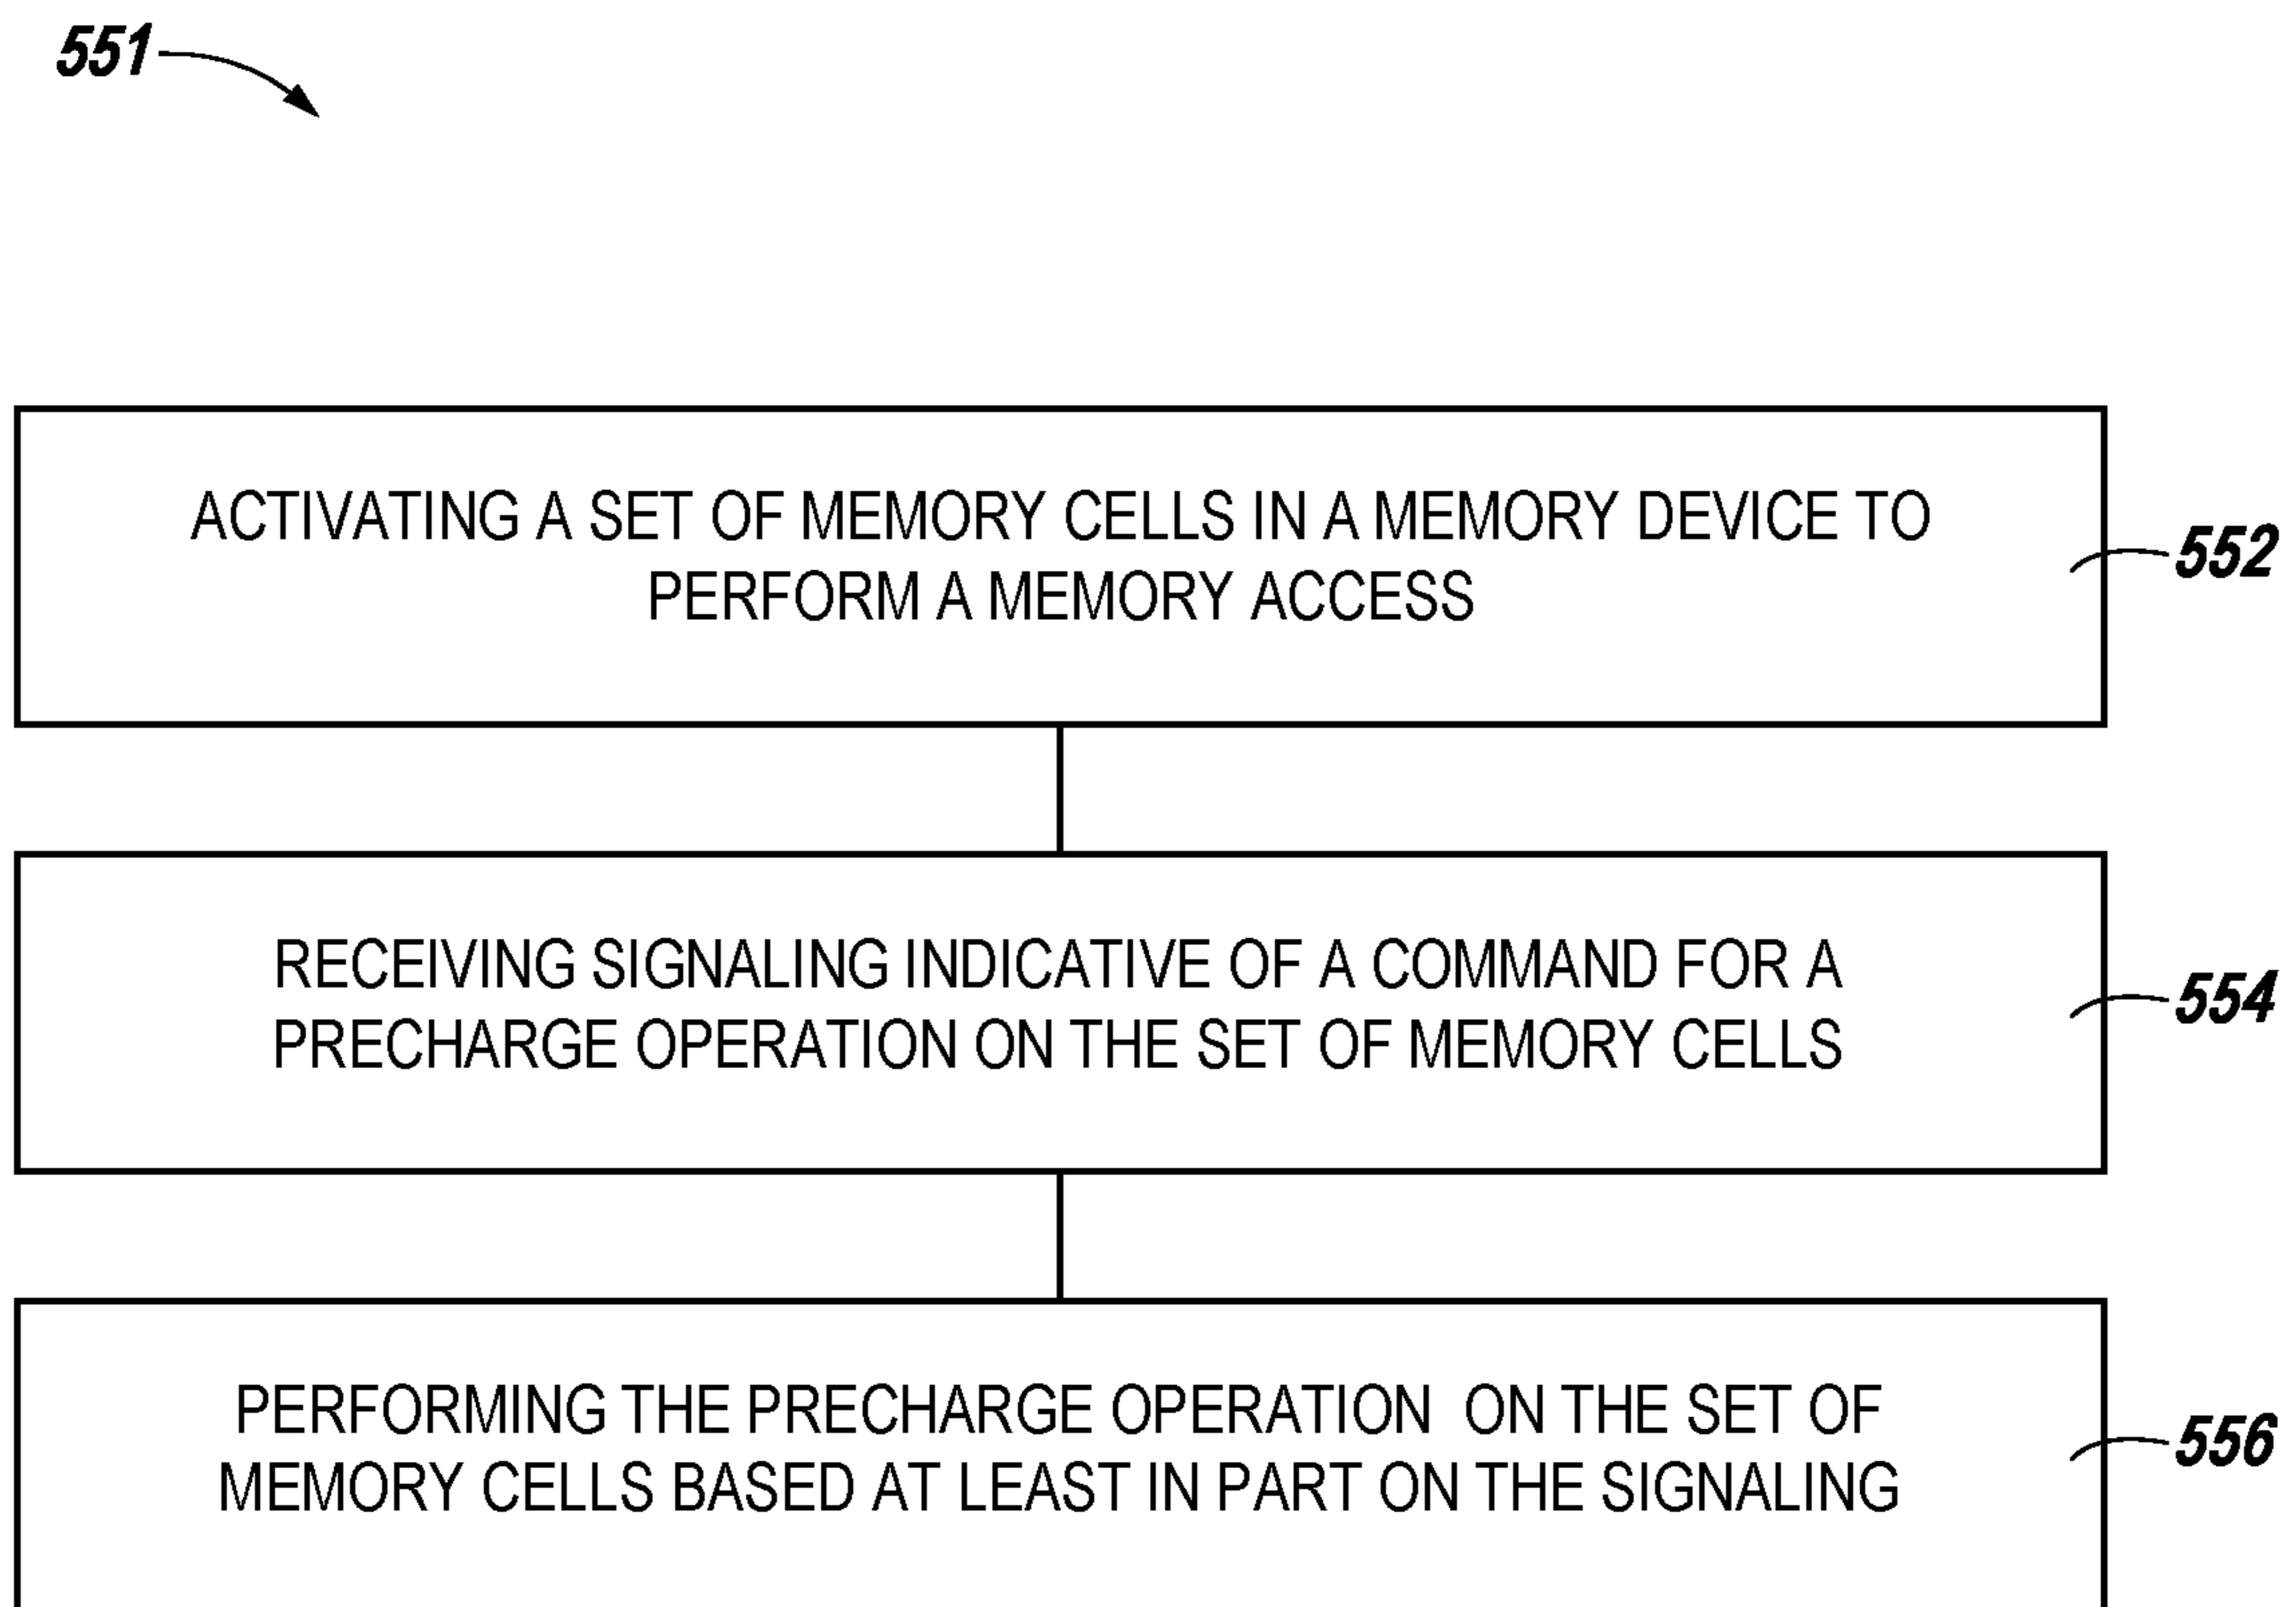 551
ACTIVATING A SET OF MEMORY CELLS IN A MEMORY DEVICE TO
PERFORM A MEMORY ACCESS
552
RECEIVING SIGNALING INDICATIVE OF A COMMAND FOR A
PRECHARGE OPERATION ON THE SET OF MEMORY CELLS
554
PERFORMING THE PRECHARGE OPERATION ON THE SET OF
MEMORY CELLS BASED AT LEAST IN PART ON THE SIGNALING
556